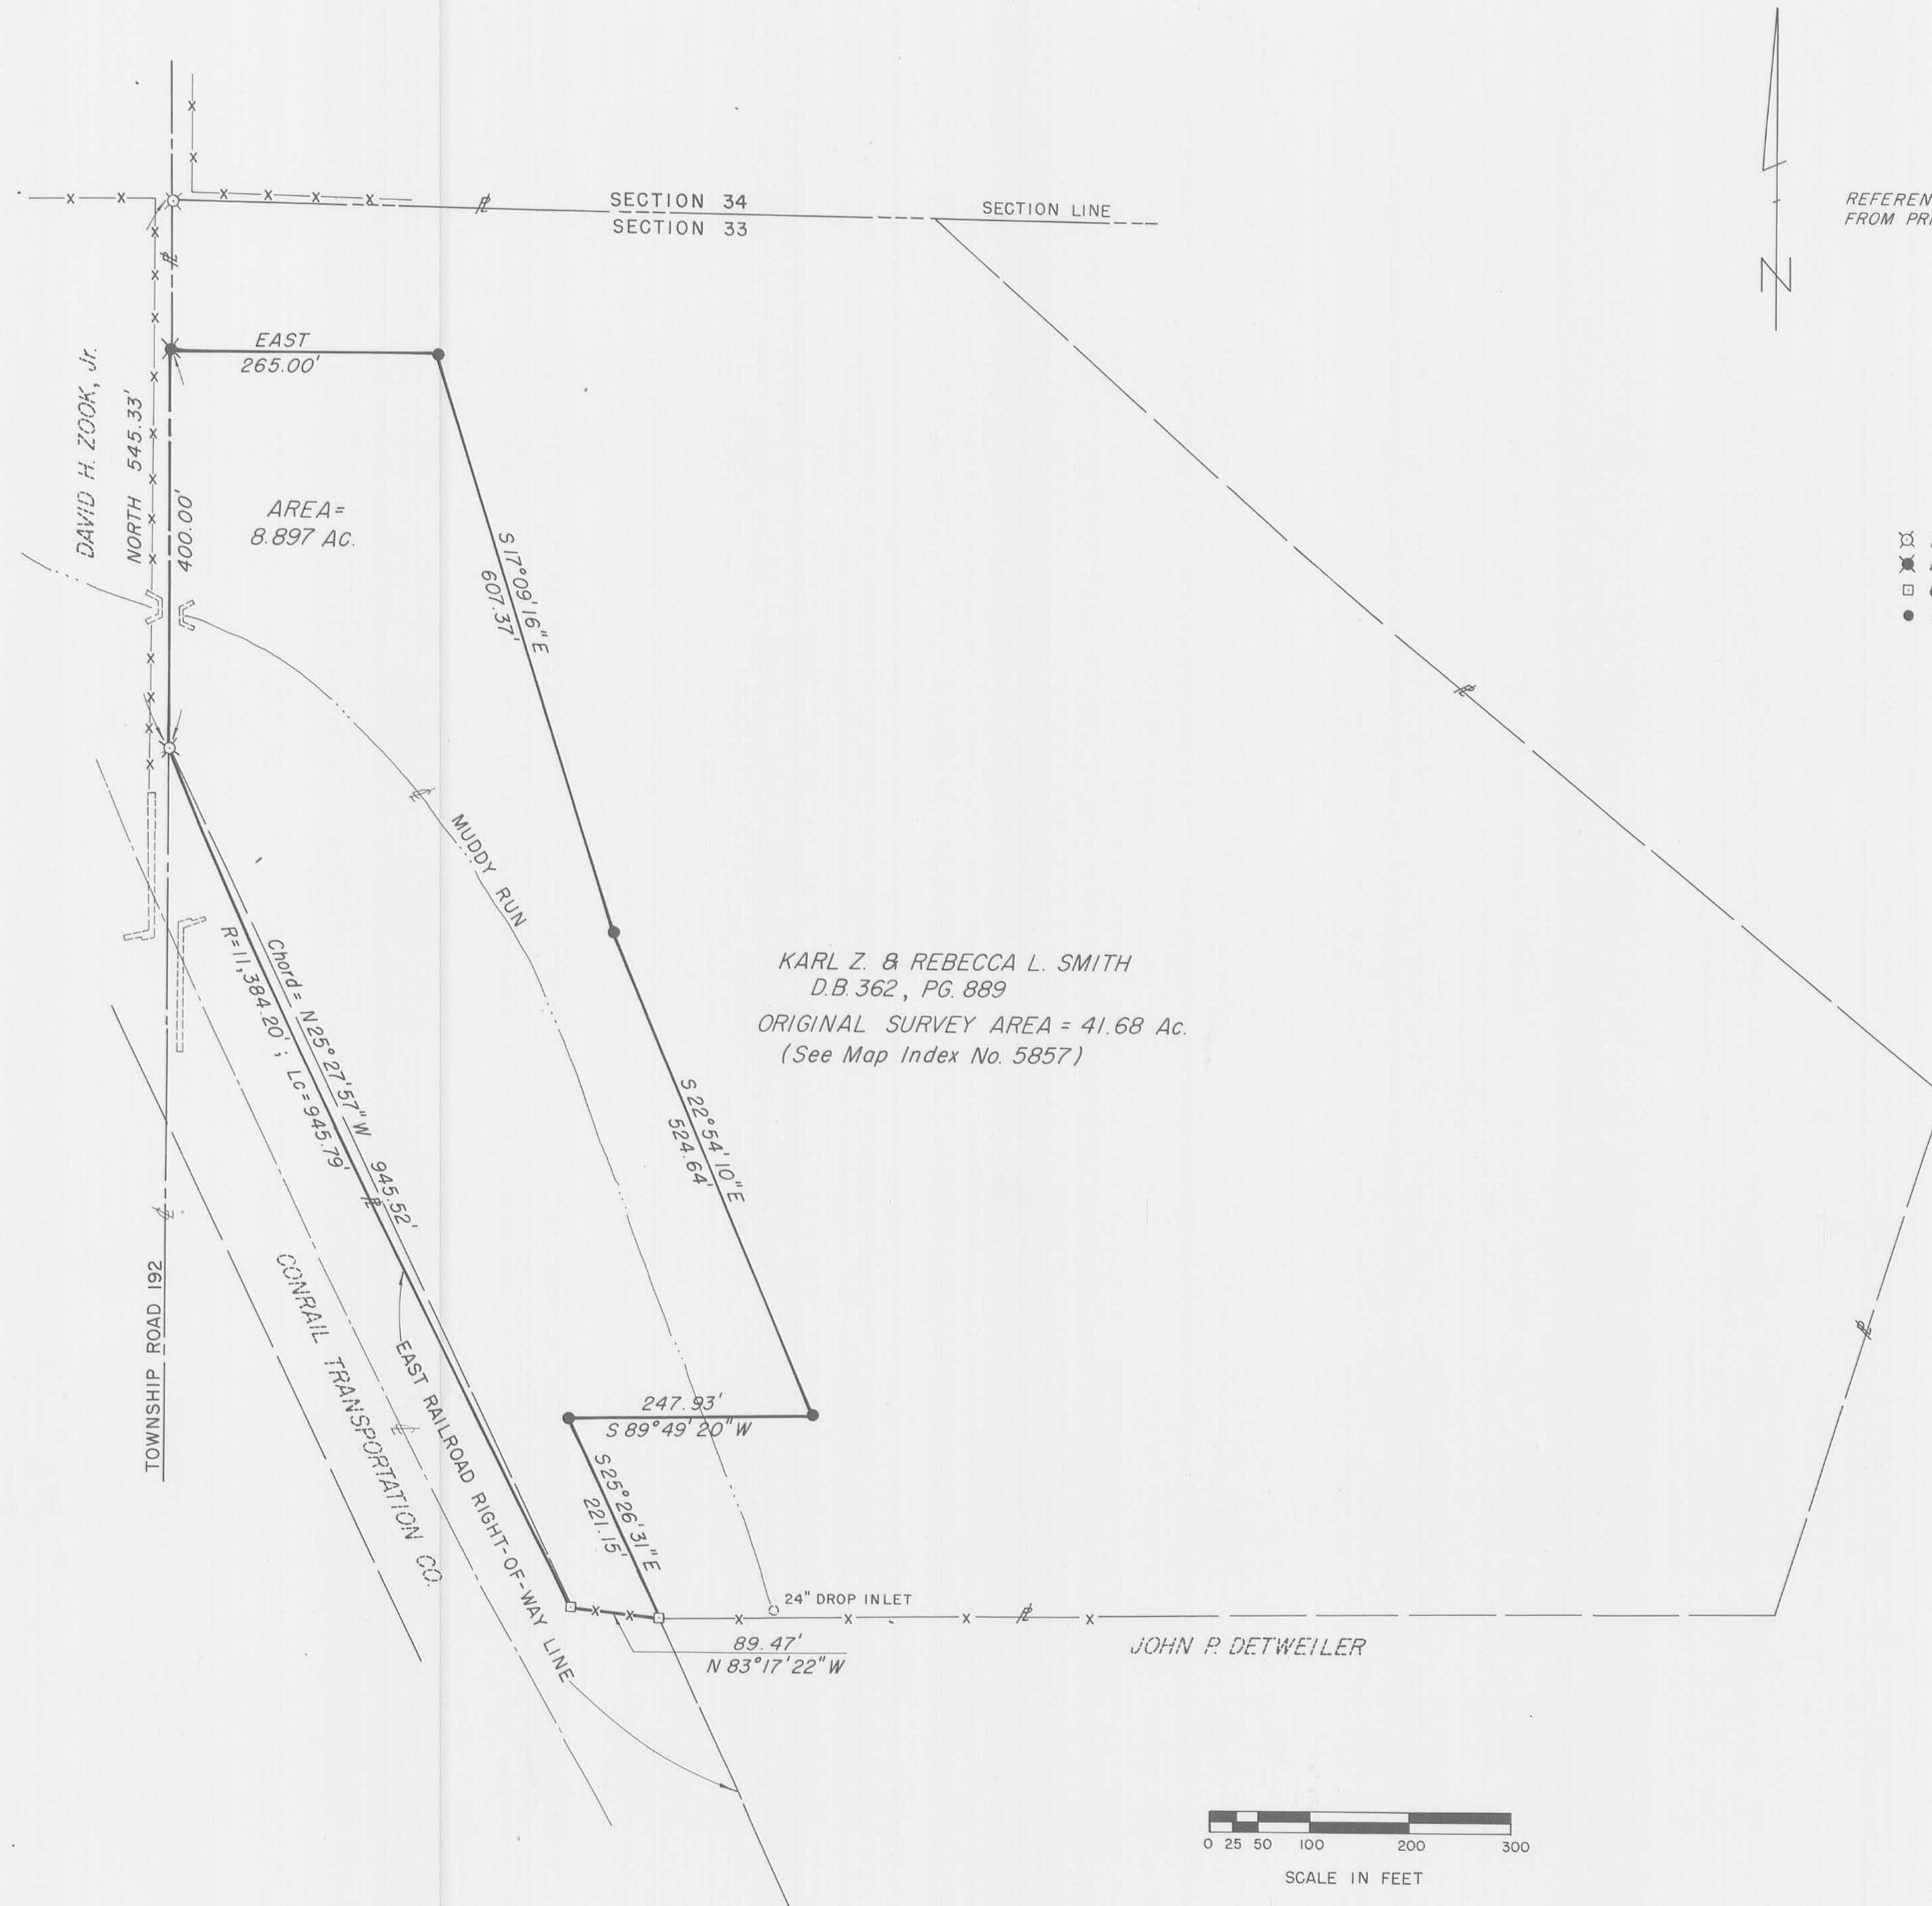 SECTION 34
SECTION 33
SECTION LINE
N
FROM
EAST
265.00'
DAVID H. ZOOK, Jr.
NORTH 545.33'
400.00'
AREA=
8.897 AC.
S 17°09'16" E
607.37'
MUDDY RUN
Chord = N 25° 27' 57" W 945.52'
R=11,384.20' ; LC = 945.79'
KARL Z. & REBECCA L. SMITH
D.B. 362, PG. 889
ORIGINAL SURVEY AREA = 41.68 Ac.
(See Map Index No. 5857)
S 22° 54' 10" E
524.64'
TOWNSHIP ROAD 192
CONRAIL TRANSPORTATION CO.
EAST RAILROAD RIGHT-OF-WAY LINE
247.93'
S 89° 49' 20" W
S 25° 26' 31" E
221.15'
24" DROP INLET
89.47'
N 83° 17' 22" W
JOHN P. DETWEILER
0 25 50 100 200 300
SCALE IN FEET